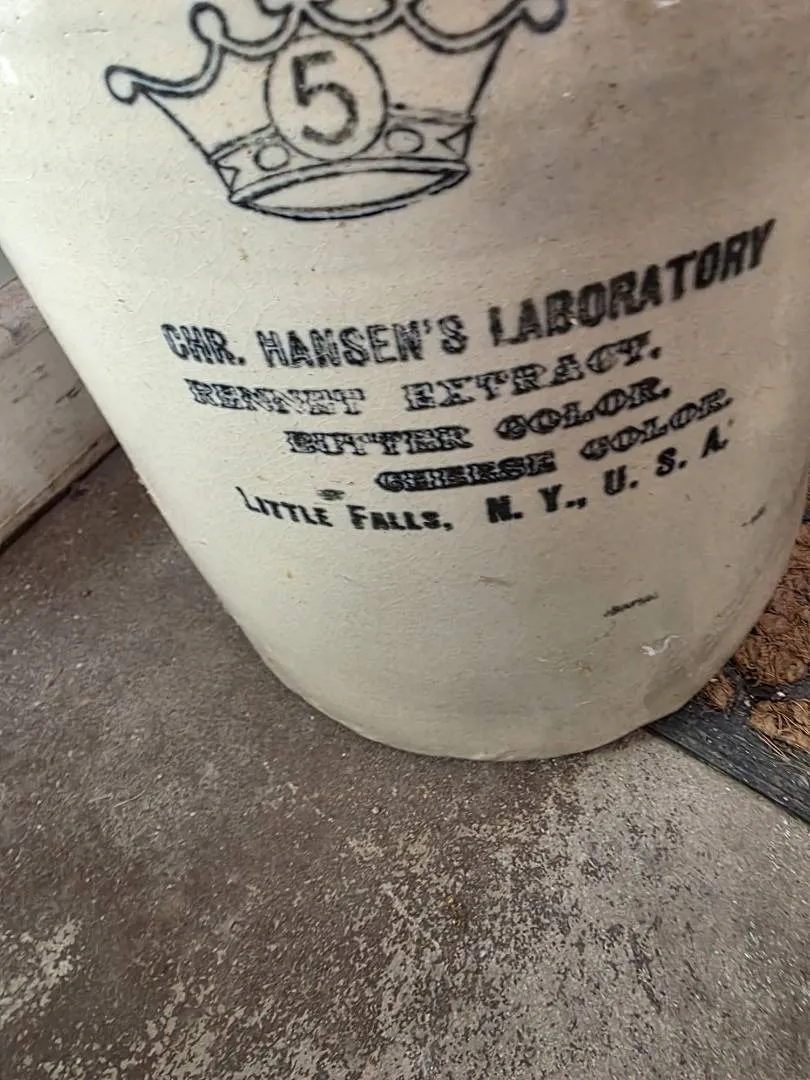 5
CHR. HANSEN'S LABORATORY
RENNET EXTRACT,
BUTTER COLOR,
CHEESE COLOR.
LITTLE FALLS, N. Y., U. S. A.